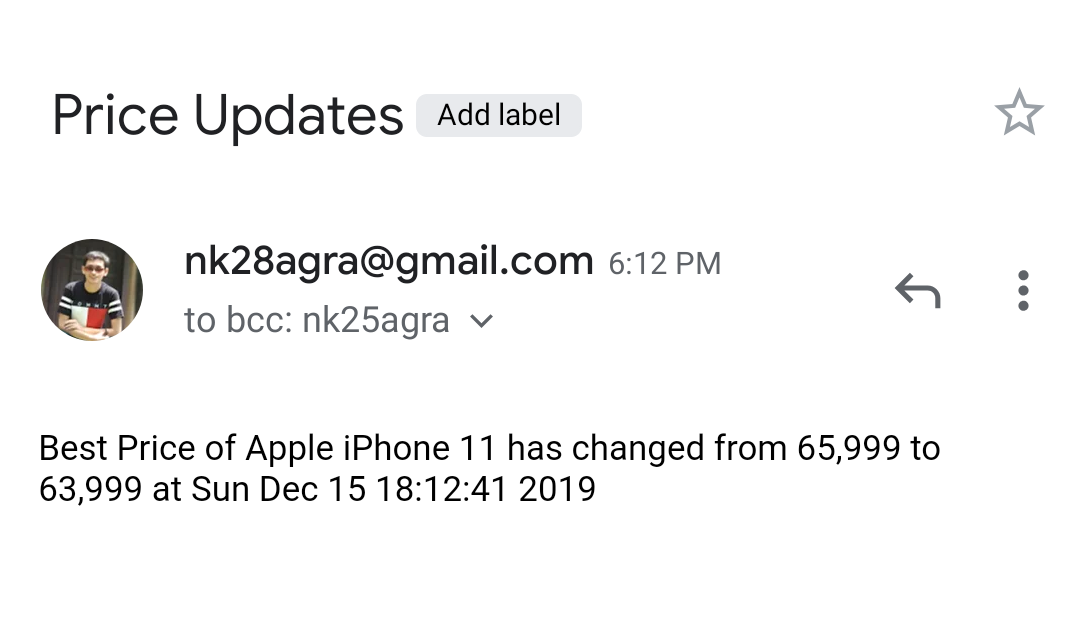 Price Updates Add label
nk28agra@gmail.com 6:12 PM
to bcc: nk25agra
Best Price of Apple iPhone 11 has changed from 65,999 to
63,999 at Sun Dec 15 18:12:41 2019